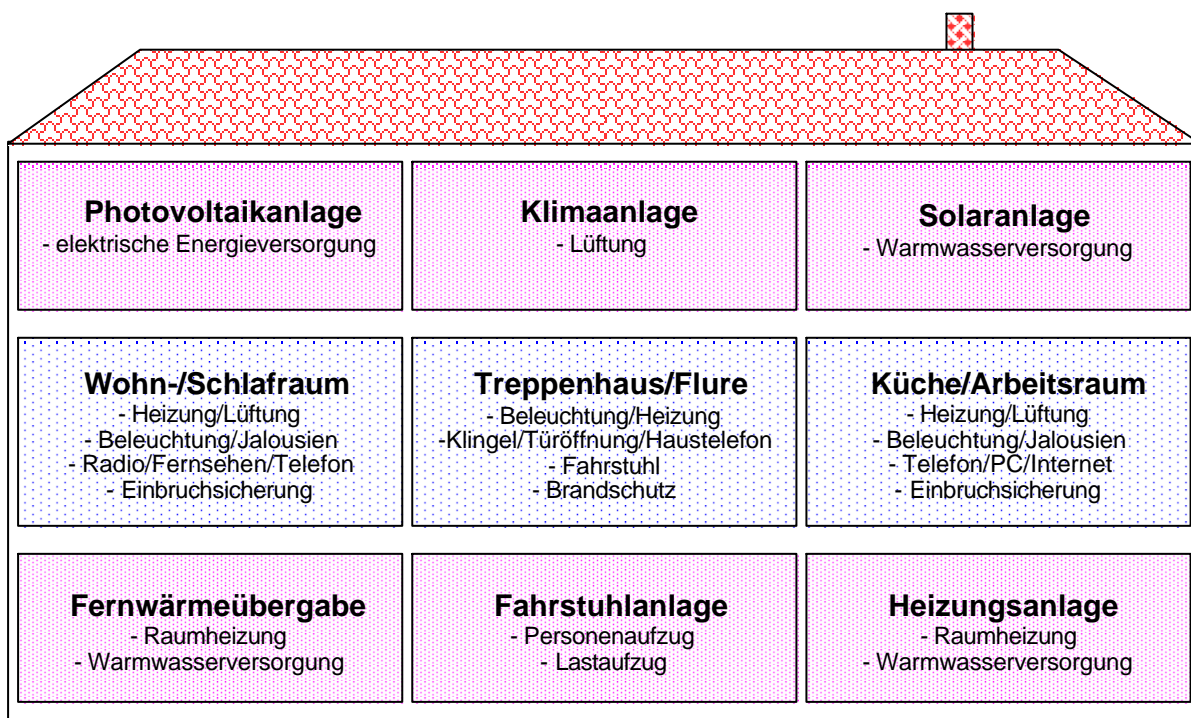 Photovoltaikanlage
- elektrische Energieversorgung
Klimaanlage
- Lüftung
Solaranlage
- Warmwasserversorgung
Wohn-/Schlafraum
- Heizung/Lüftung
- Beleuchtung/Jalousien
- Radio/Fernsehen/Telefon
- Einbruchsicherung
Treppenhaus/Flure
- Beleuchtung/Heizung
-Klingel/Türöffnung/Haustelefon
- Fahrstuhl
- Brandschutz
Küche/Arbeitsraum
- Heizung/Lüftung
- Beleuchtung/Jalousien
- Telefon/PC/Internet
- Einbruchsicherung
Fernwärmeübergabe
- Raumheizung
- Warmwasserversorgung
Fahrstuhlanlage
- Personenaufzug
- Lastaufzug
Heizungsanlage
- Raumheizung
- Warmwasserversorgung